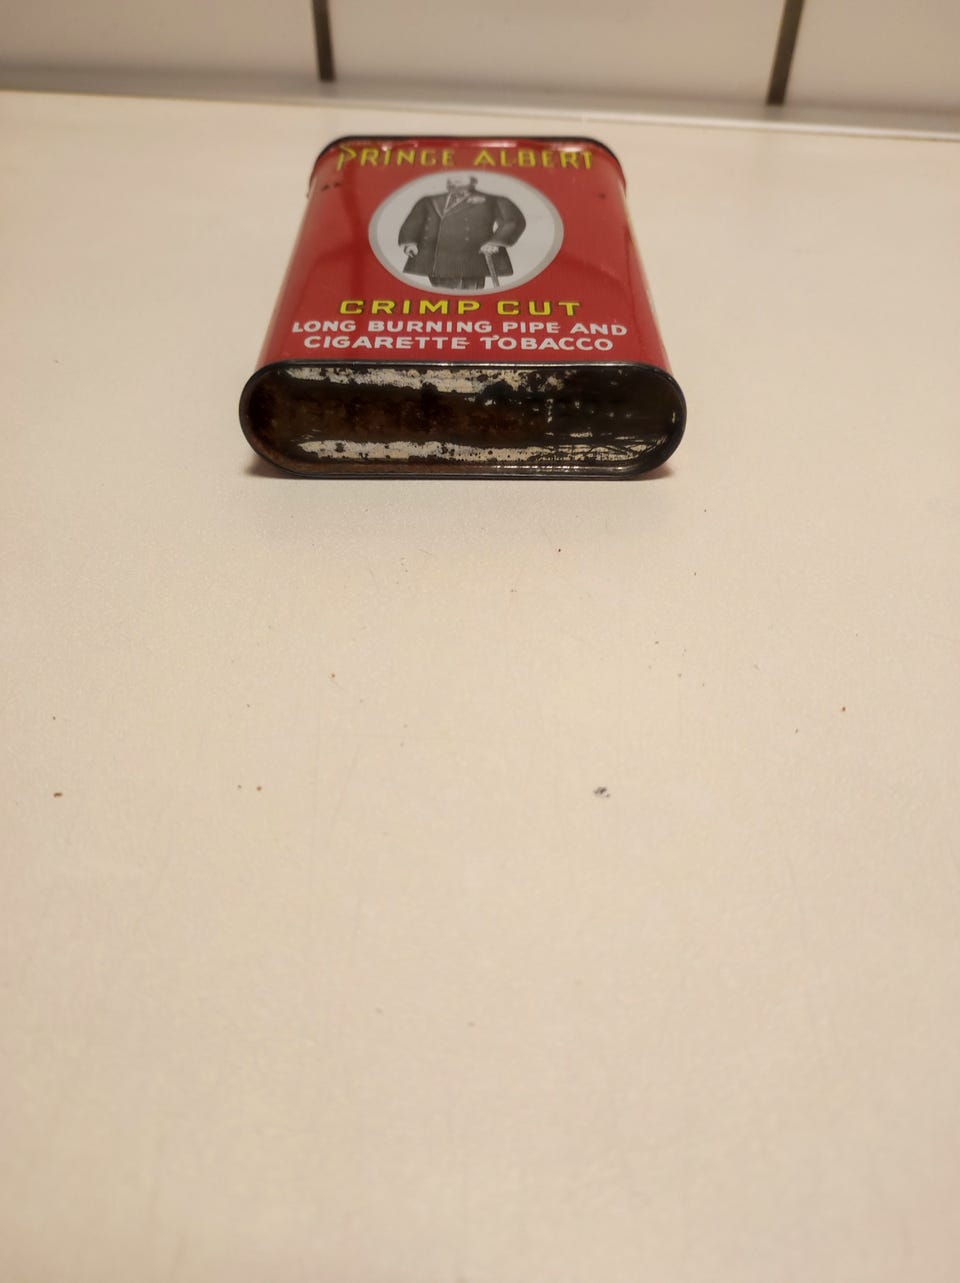 PRINCE ALBERT
CRIMP CUT
LONG BURNING PIPE AND
CIGARETTE TOBACCO